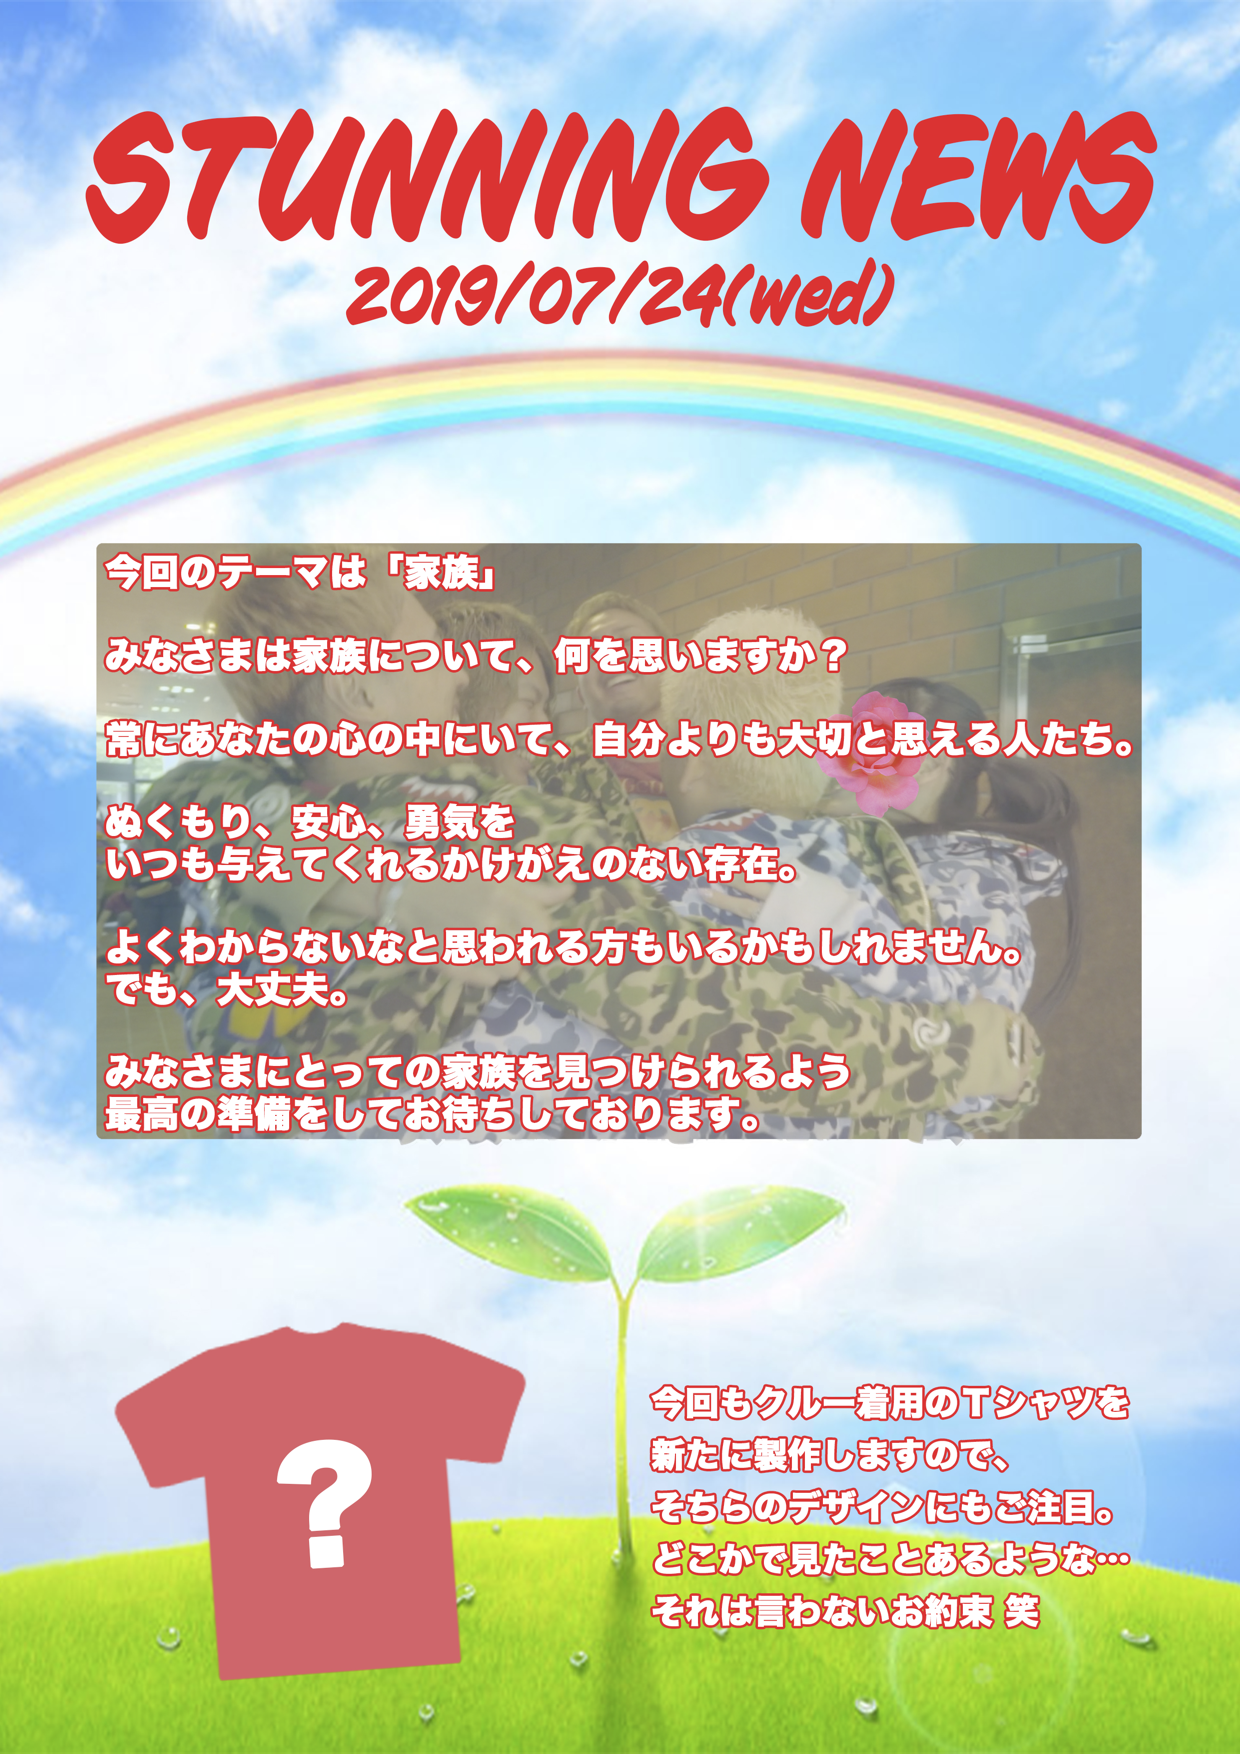 STUNNING NEWS
2019/07/24(wed)
今回のテーマは「家族」
みなさまは家族について、何を思いますか？
常にあなたの心の中にいて、自分よりも大切と思える人たち。
ぬくもり、安心、勇気を
いつも与えてくれるかけがえのない存在。
よくわからないなと思われる方もいるかもしれません。
でも、大丈夫。
みなさまにとっての家族を見つけられるよう
最高の準備をしてお待ちしております。
?
今回もクルー着用のTシャツを
新たに製作しますので、
そちらのデザインにもご注目。
どこかで見たことあるような…
それは言わないお約束 笑